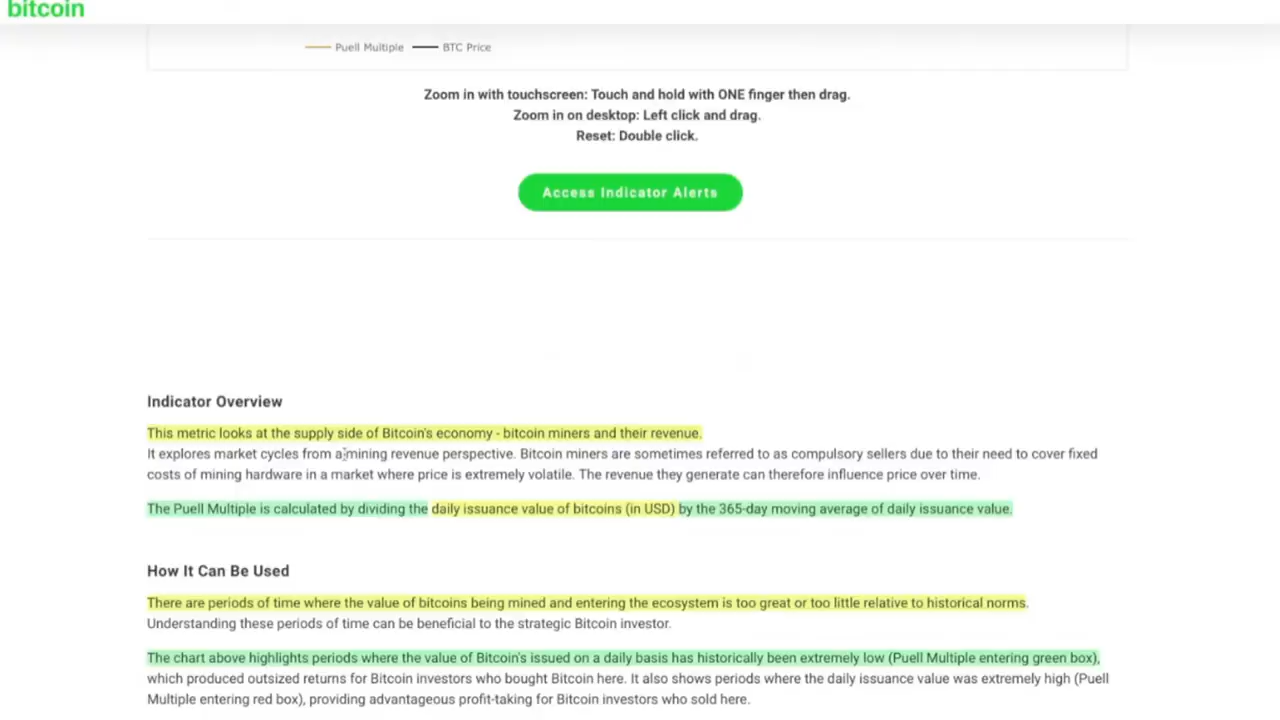 bitcoin
Puell Multiple BTC Price
Zoom in with touchscreen: Touch and hold with ONE finger then drag.
Zoom in on desktop: Left click and drag.
Reset: Double click.
Access Indicator Alerts
Indicator Overview
This metric looks at the supply side of Bitcoin's economy - bitcoin miners and their revenue.
It explores market cycles from a mining revenue perspective. Bitcoin miners are sometimes referred to as compulsory sellers due to their need to cover fixed
costs of mining hardware in a market where price is extremely volatile. The revenue they generate can therefore influence price over time.
The Puell Multiple is calculated by dividing the daily issuance value of bitcoins (in USD) by the 365-day moving average of daily issuance value.
How It Can Be Used
There are periods of time where the value of bitcoins being mined and entering the ecosystem is too great or too little relative to historical norms.
Understanding these periods of time can be beneficial to the strategic Bitcoin investor.
The chart above highlights periods where the value of Bitcoin's issued on a daily basis has historically been extremely low (Puell Multiple entering green box),
which produced outsized returns for Bitcoin investors who bought Bitcoin here. It also shows periods where the daily issuance value was extremely high (Puell
Multiple entering red box), providing advantageous profit-taking for Bitcoin investors who sold here.